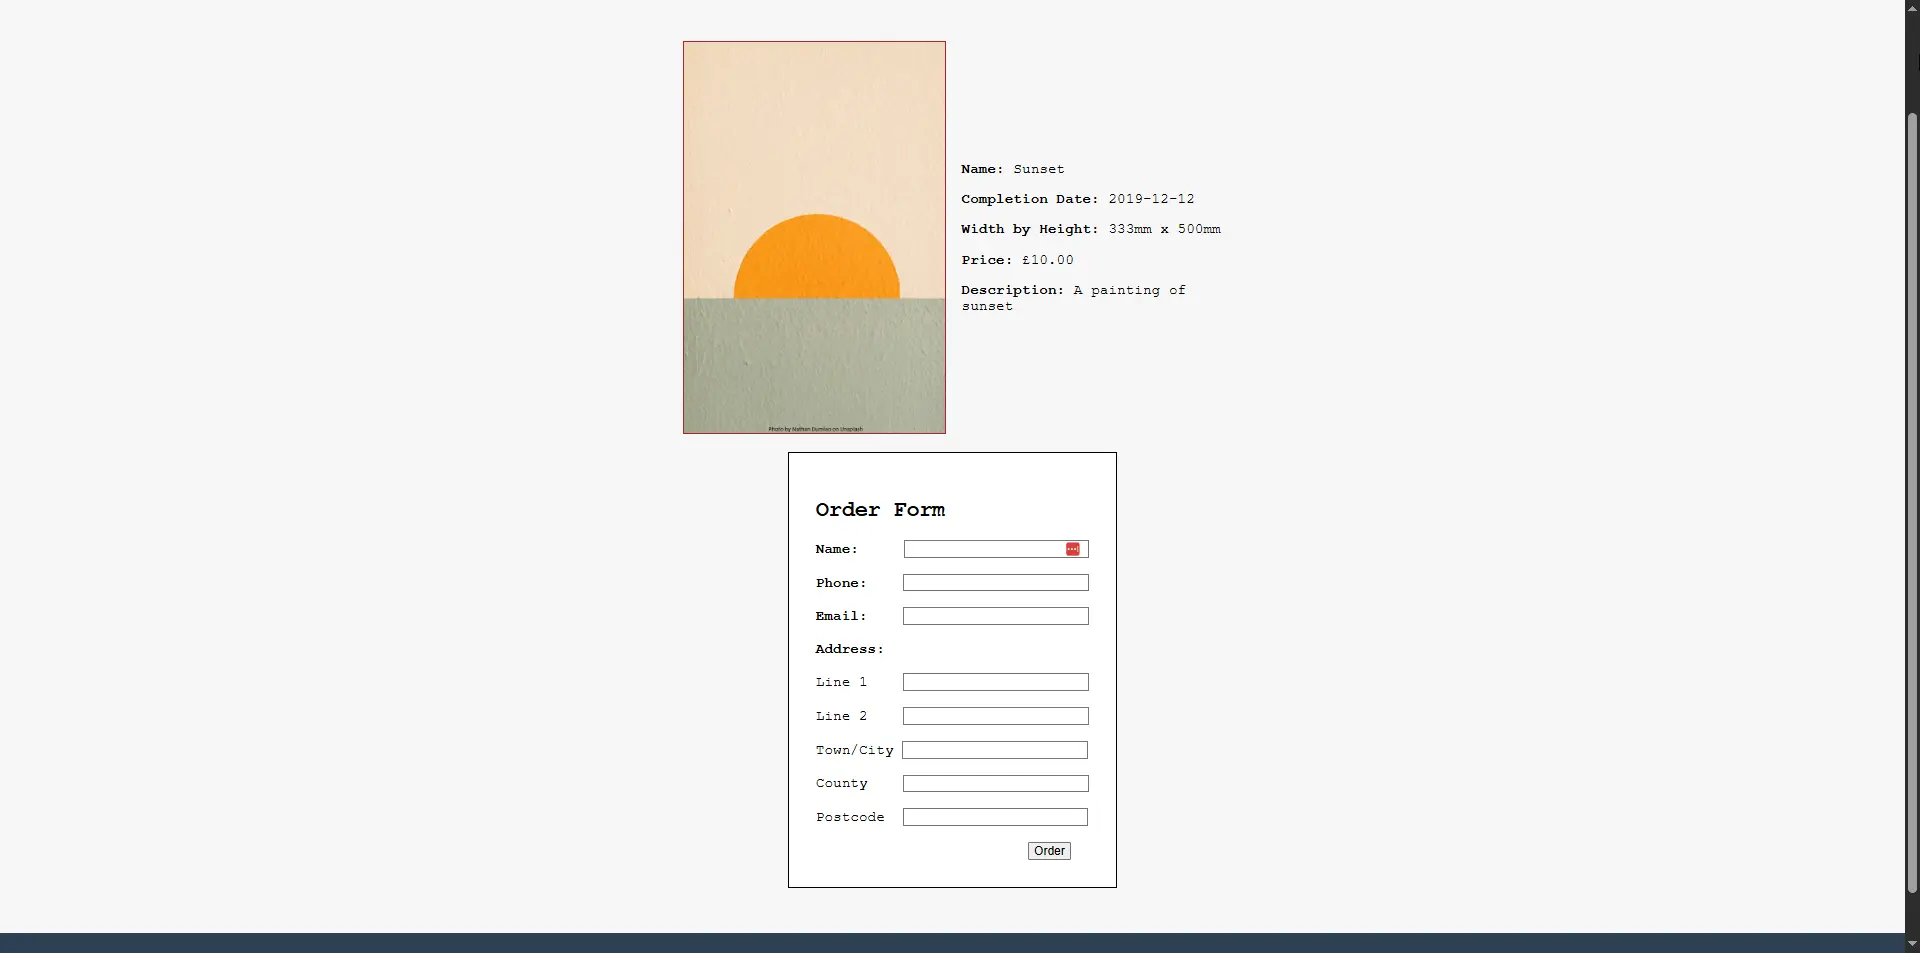 Name: Sunset
Completion Date: 2019-12-12
Width by Height: 333mm x 500mm
Price: £10.00
Description: A painting of
sunset
Photo by Nathan Dumlao on Unsplash
Order Form
Name:
Phone:
Email:
Address:
Line 1
Line 2
Town/City
County
Postcode
Order